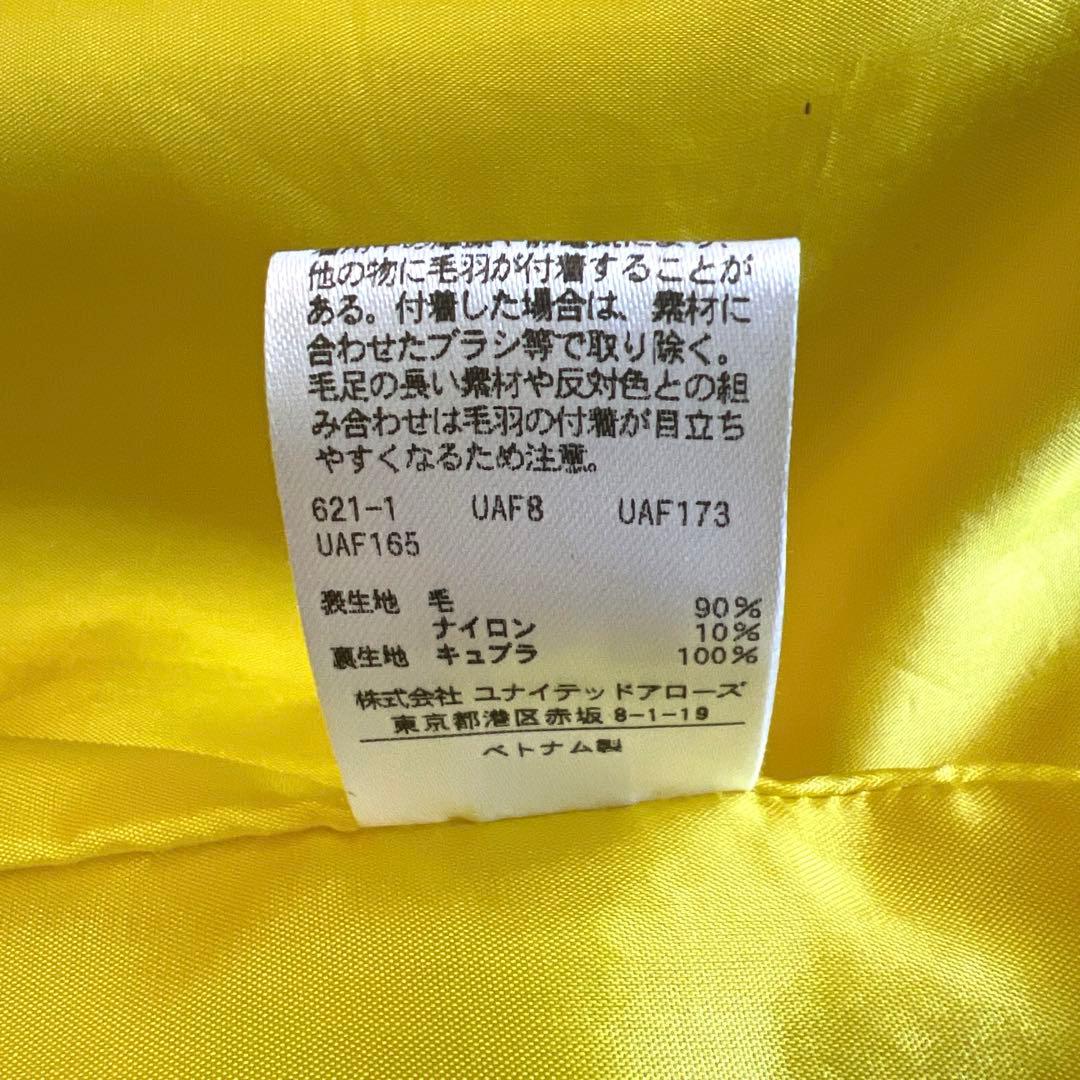 他の物に毛羽が付着することが
ある。付着した場合は、素材に
合わせたブラシ等で取り除く。
毛足の長い素材や反対色との組
み合わせは毛羽の付着が目立ち
やすくなるため注意。
621-1 UAF8 UAF173
UAF165
表生地 毛 90%
ナイロン 10%
裏生地 キュプラ 100%
株式会社 ユナイテッドアローズ
東京都港区赤坂 8-1-19
ベトナム製